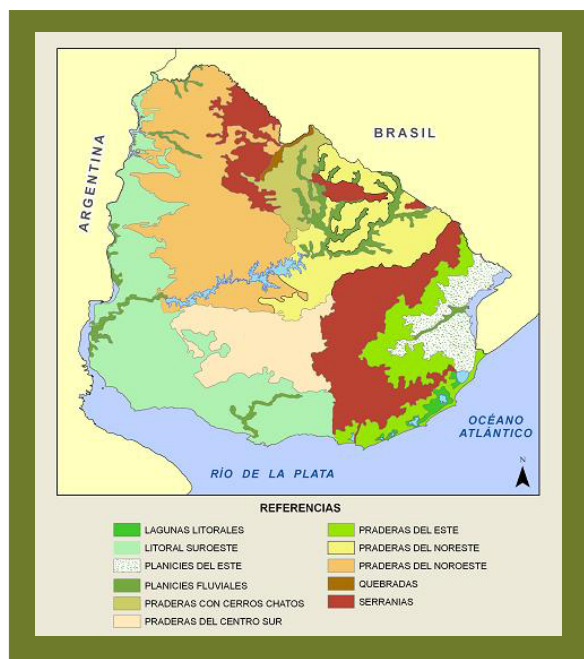 BRASIL
ARGENTINA
OCÉANO
ATLÁNTICO
RÍO DE LA PLATA
N
REFERENCIAS
LAGUNAS LITORALES
LITORAL SUROESTE
PLANICIES DEL ESTE
PLANICIES FLUVIALES
PRADERAS CON CERROS CHATOS
PRADERAS DEL CENTRO SUR
PRADERAS DEL ESTE
PRADERAS DEL NORESTE
PRADERAS DEL NOROESTE
QUEBRADAS
SERRANIAS